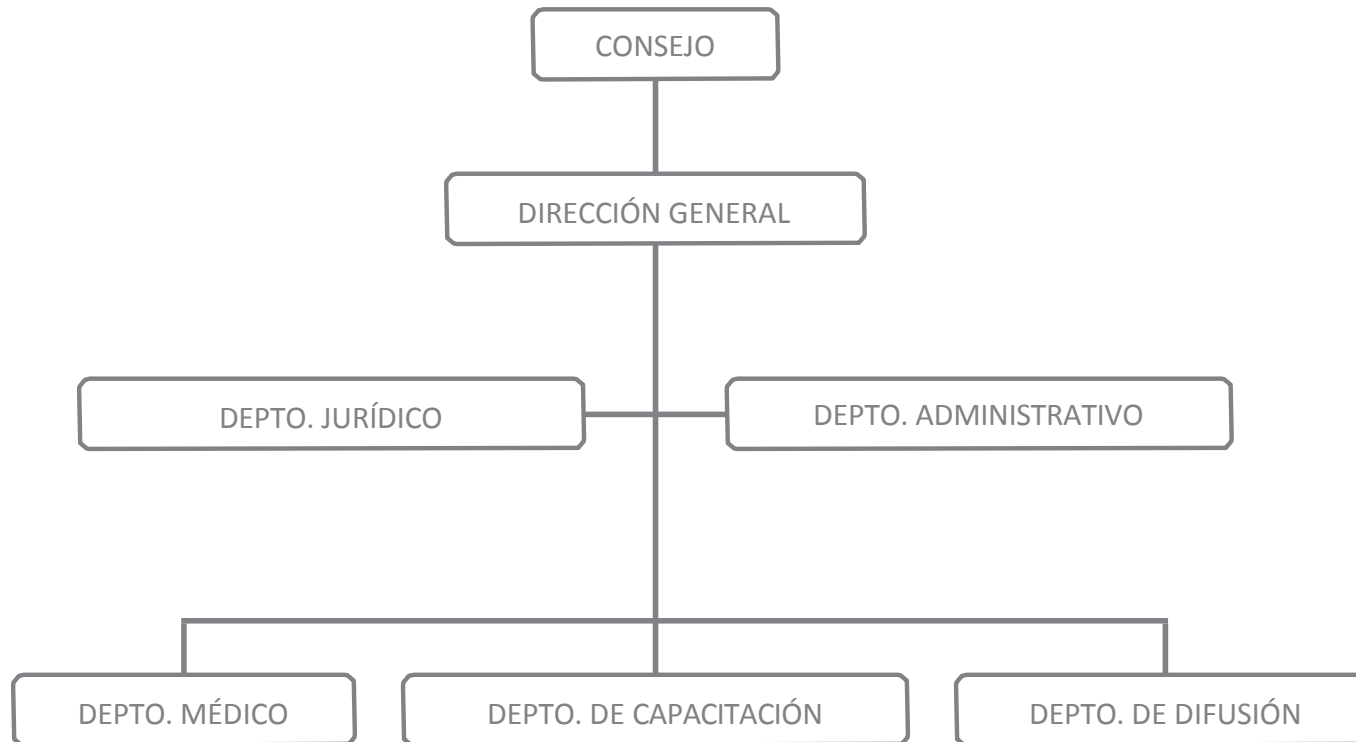 CONSEJO
DIRECCIÓN GENERAL
DEPTO. JURÍDICO
DEPTO. ADMINISTRATIVO
DEPTO. MÉDICO
DEPTO. DE CAPACITACIÓN
DEPTO. DE DIFUSIÓN